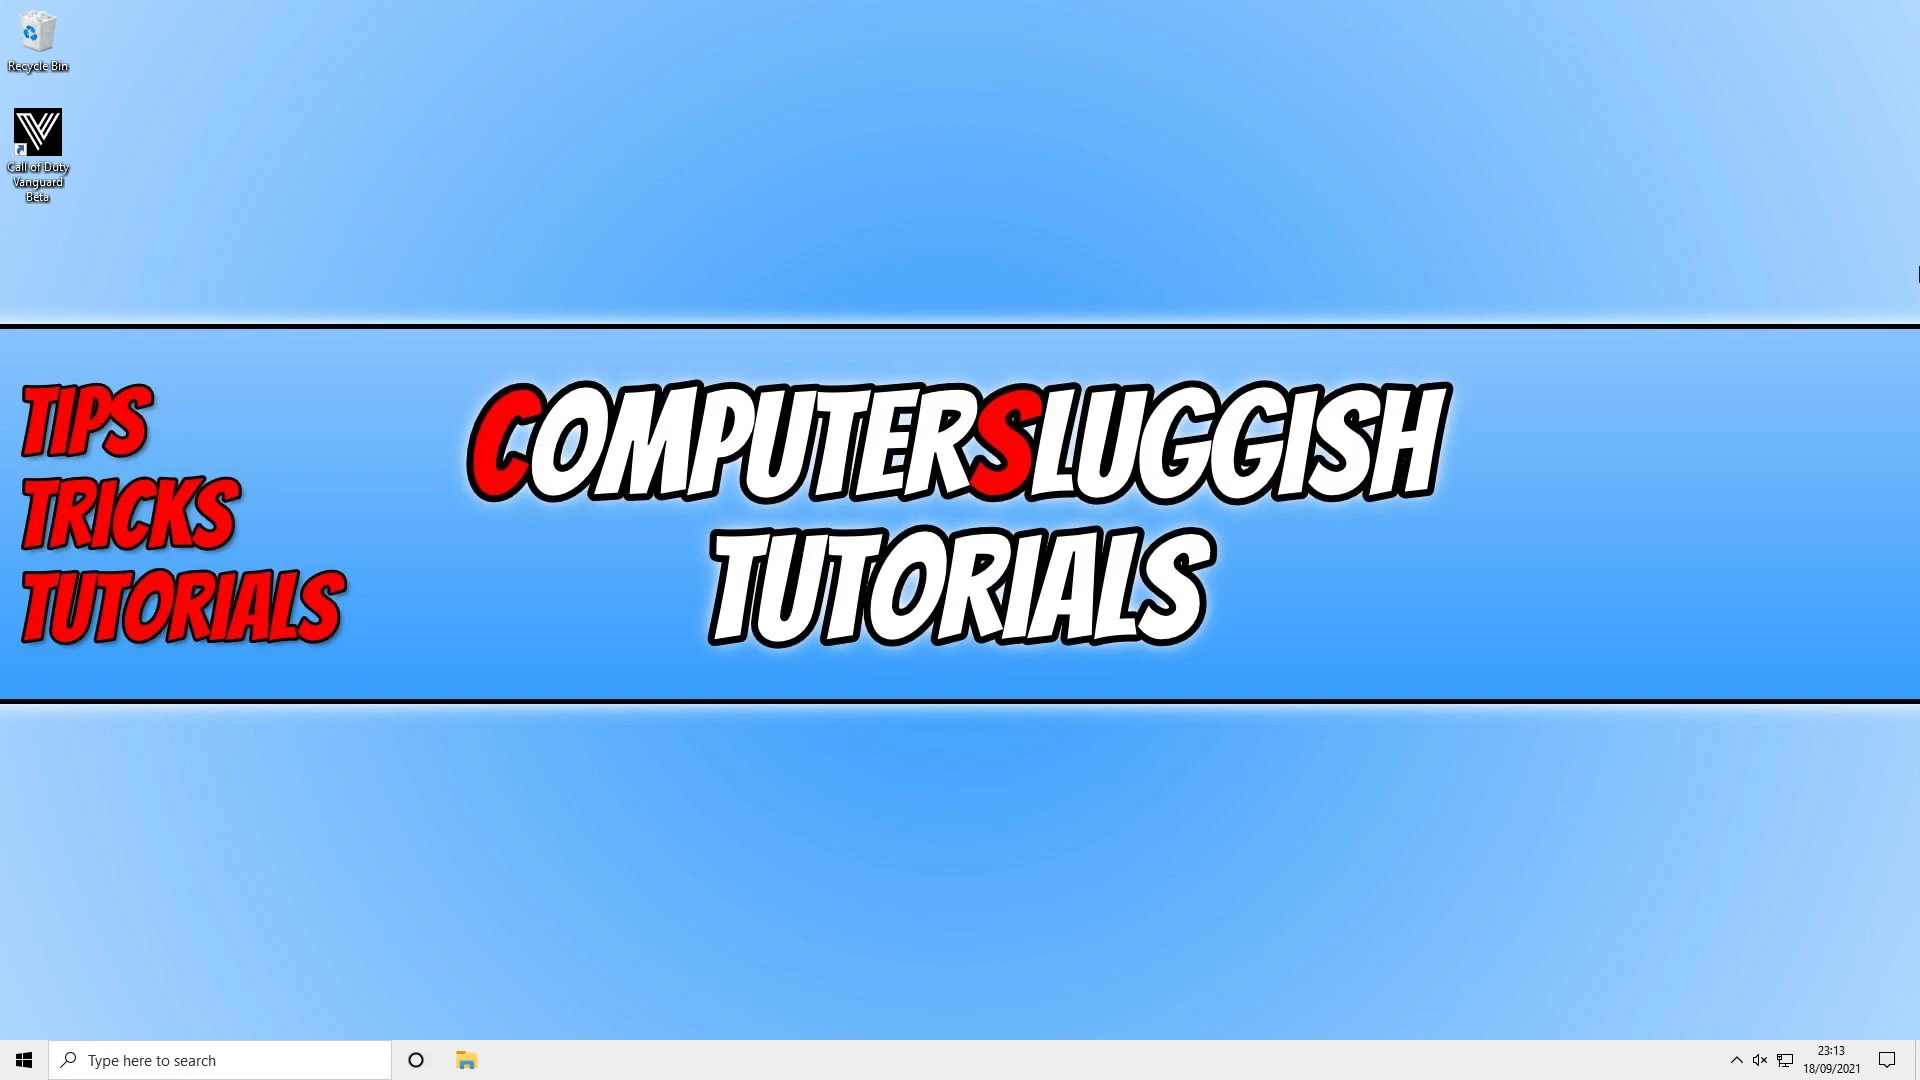 Recycle Bin
Call of Duty
Vanguard
Beta
TIPS
TRICKS
TUTORIALS
COMPUTERSLUGGISH
TUTORIALS
Type here to search
23:13
18/09/2021